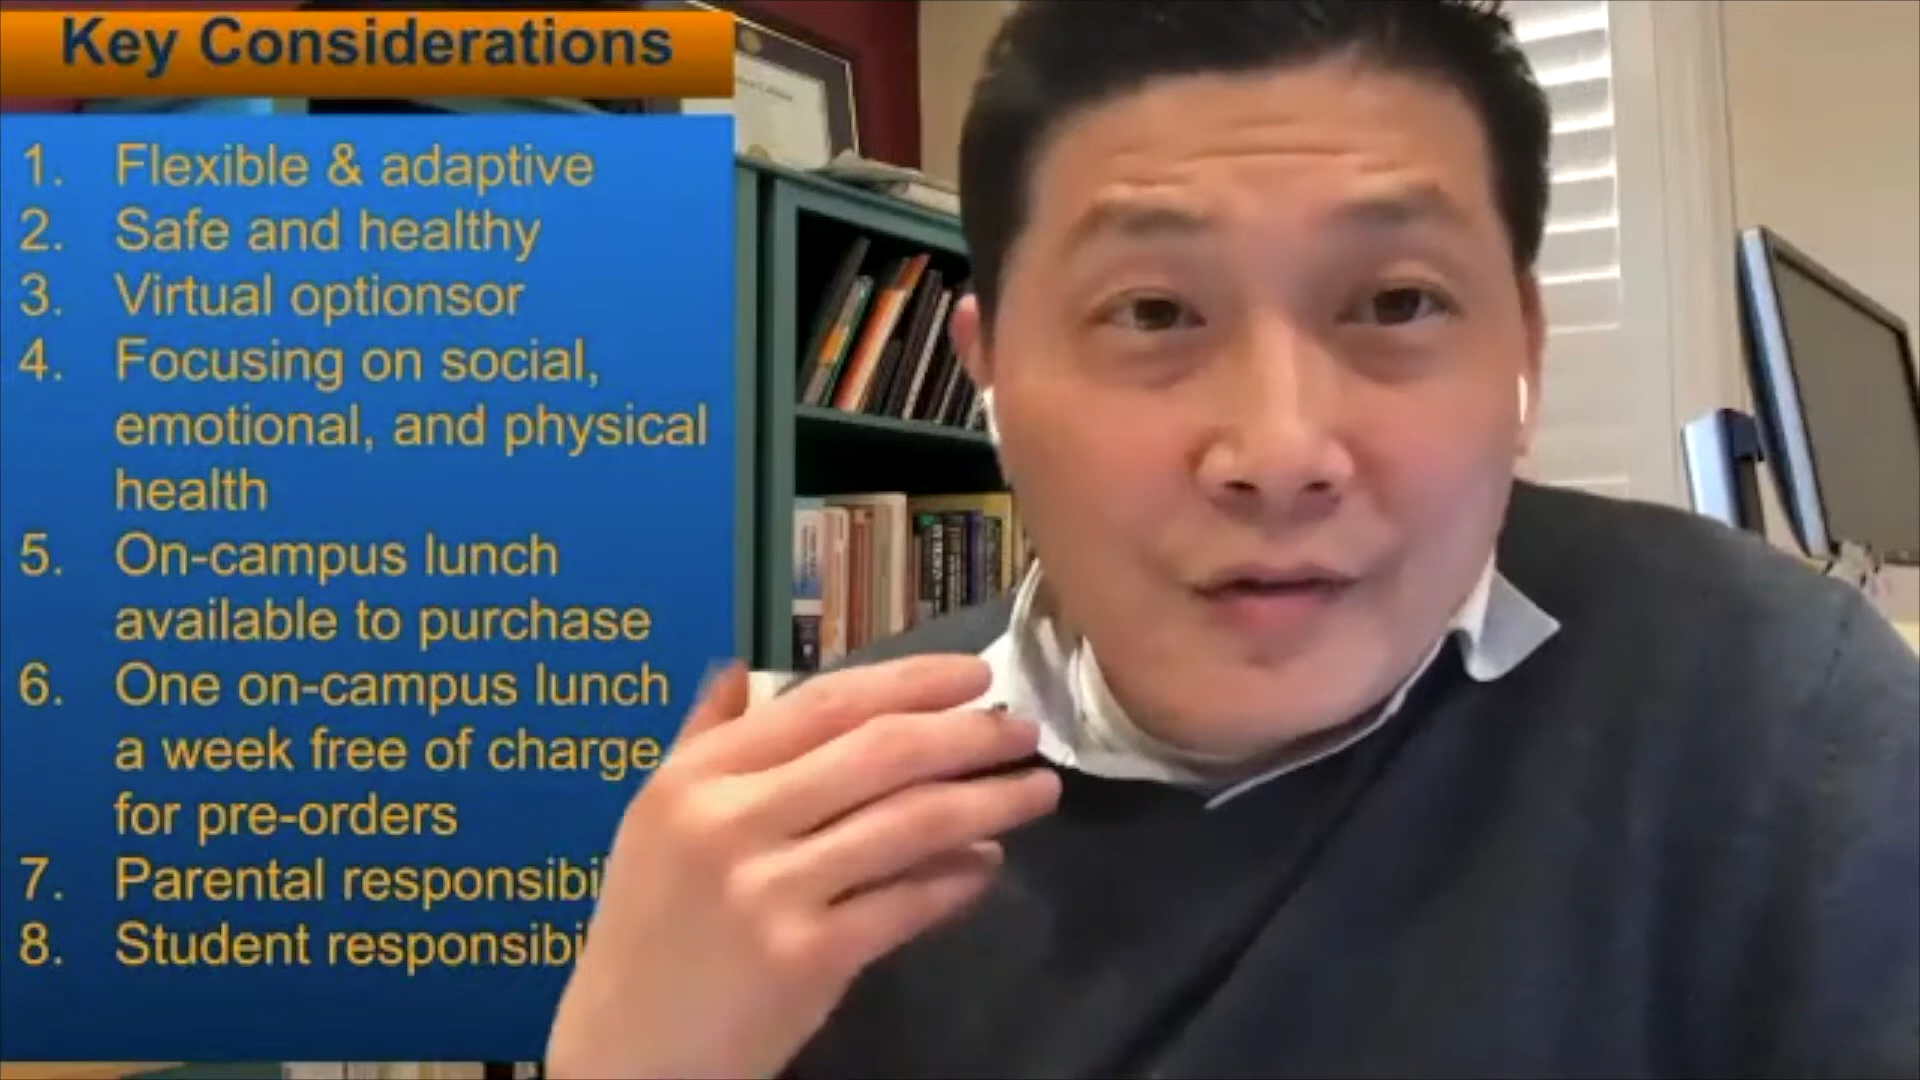 Key Considerations
1. Flexible & adaptive
2. Safe and healthy
3. Virtual optionsor
4. Focusing on social,
emotional, and physical
health
5. On-campus lunch
available to purchase
6. One on-campus lunch
a week free of charge
for pre-orders
7. Parental responsibi
8. Student responsibi